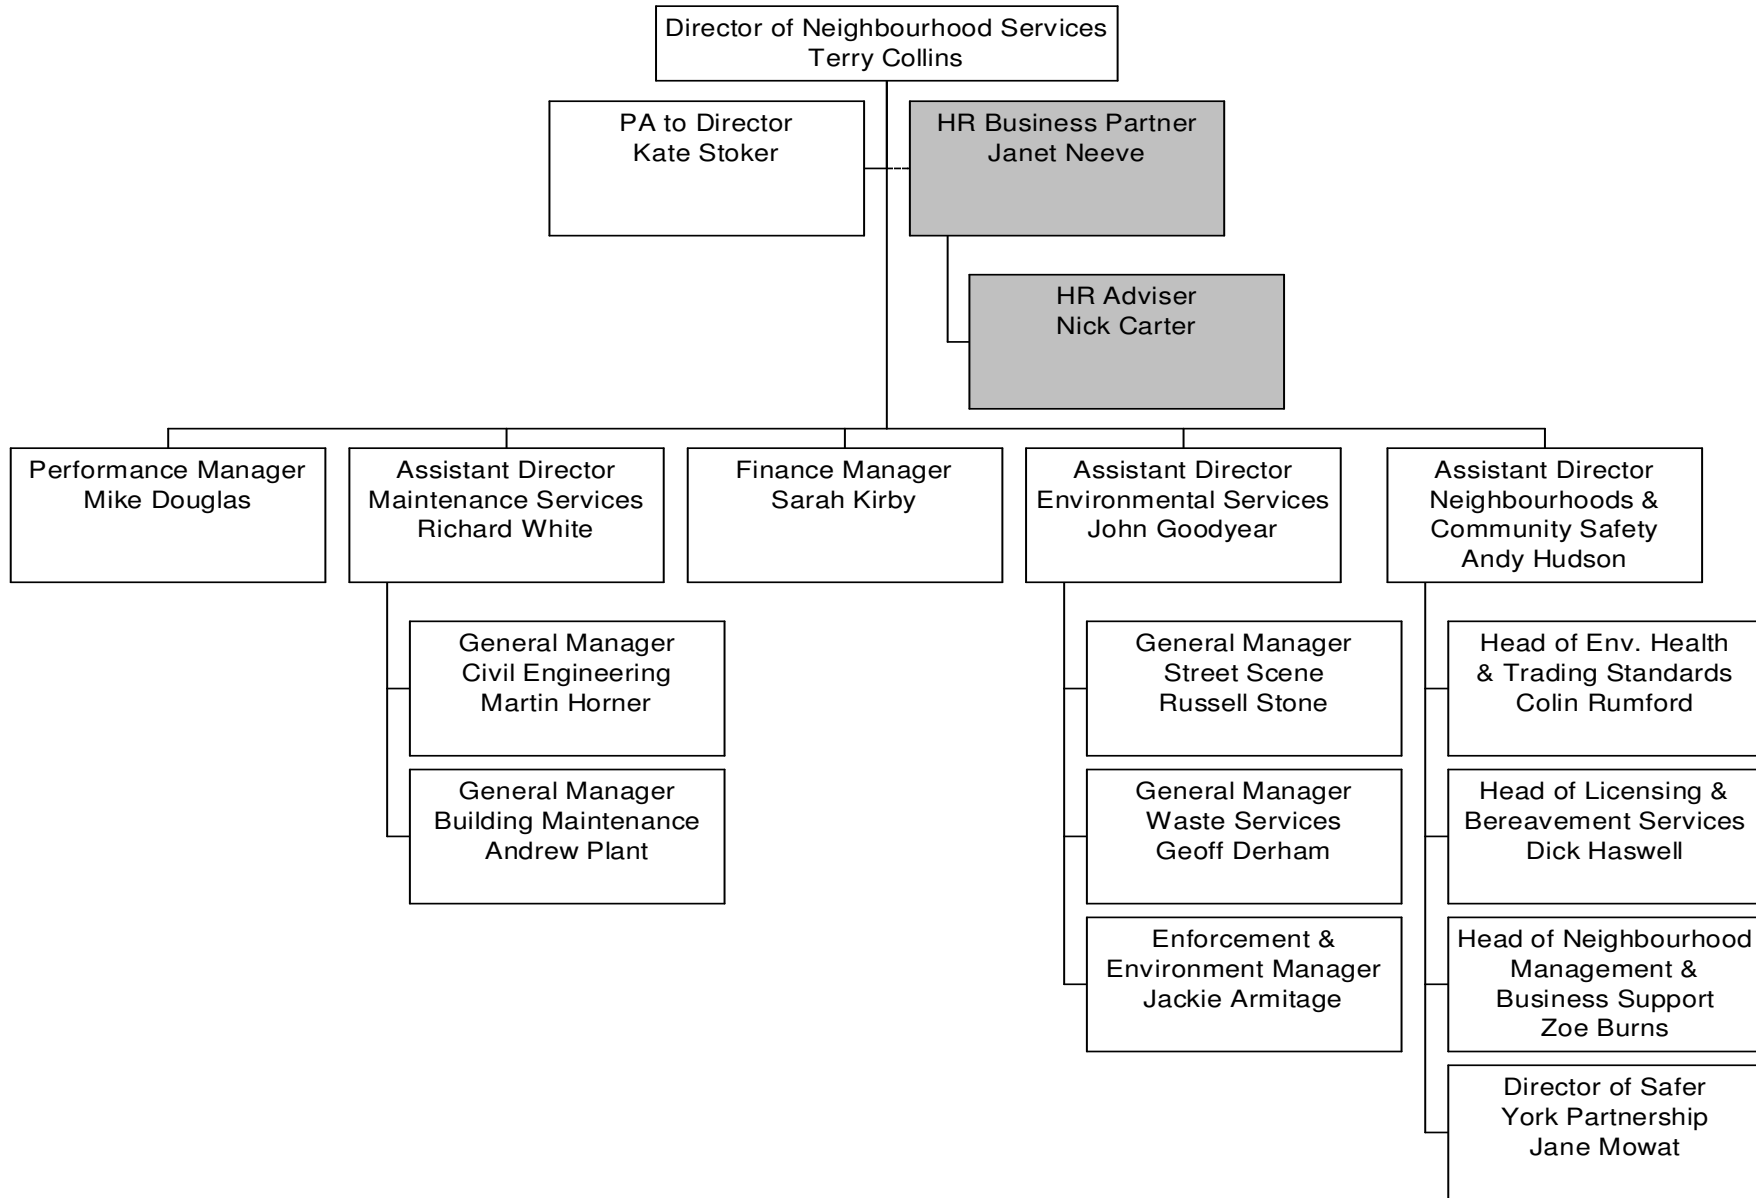 Director of Neighbourhood Services
Terry Collins
PA to Director
Kate Stoker
HR Business Partner
Janet Neeve
HR Adviser
Nick Carter
Performance Manager
Mike Douglas
Assistant Director
Maintenance Services
Richard White
Finance Manager
Sarah Kirby
Assistant Director
Environmental Services
John Goodyear
Assistant Director
Neighbourhoods &
Community Safety
Andy Hudson
General Manager
Civil Engineering
Martin Horner
General Manager
Building Maintenance
Andrew Plant
General Manager
Street Scene
Russell Stone
General Manager
Waste Services
Geoff Derham
Enforcement &
Environment Manager
Jackie Armitage
Head of Env. Health
& Trading Standards
Colin Rumford
Head of Licensing &
Bereavement Services
Dick Haswell
Head of Neighbourhood
Management &
Business Support
Zoe Burns
Director of Safer
York Partnership
Jane Mowat